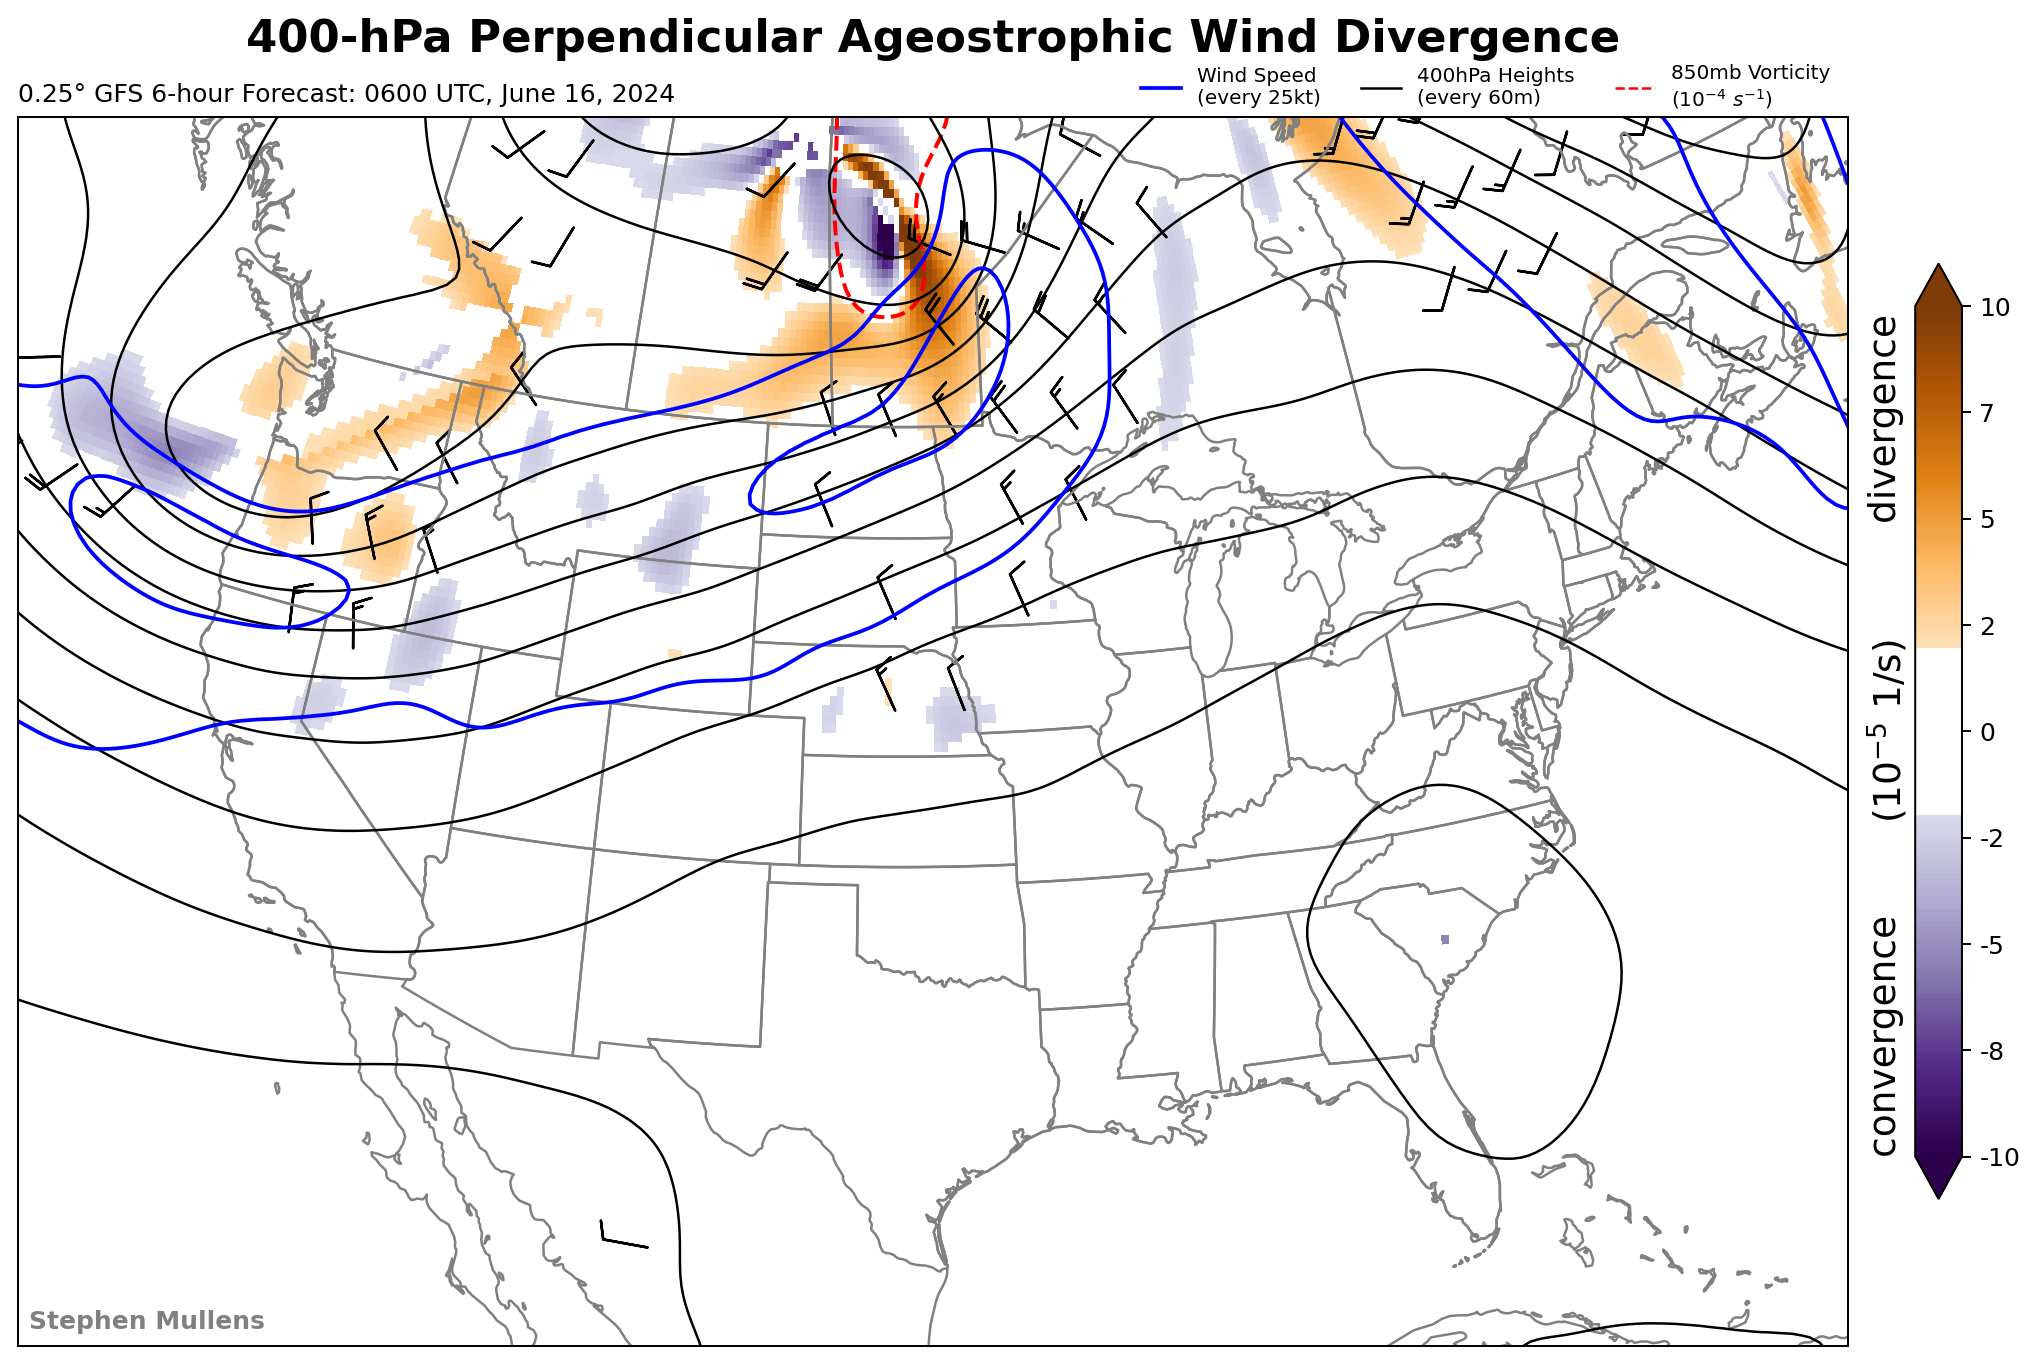 400-hPa Perpendicular Ageostrophic Wind Divergence
0.25° GFS 6-hour Forecast: 0600 UTC, June 16, 2024
Wind Speed
(every 25kt)
400hPa Heights
(every 60m)
850mb Vorticity
(10⁻⁴ s⁻¹)
10
7
5
2
0
-2
-5
-8
-10
convergence (10⁻⁵ 1/s) divergence
Stephen Mullens